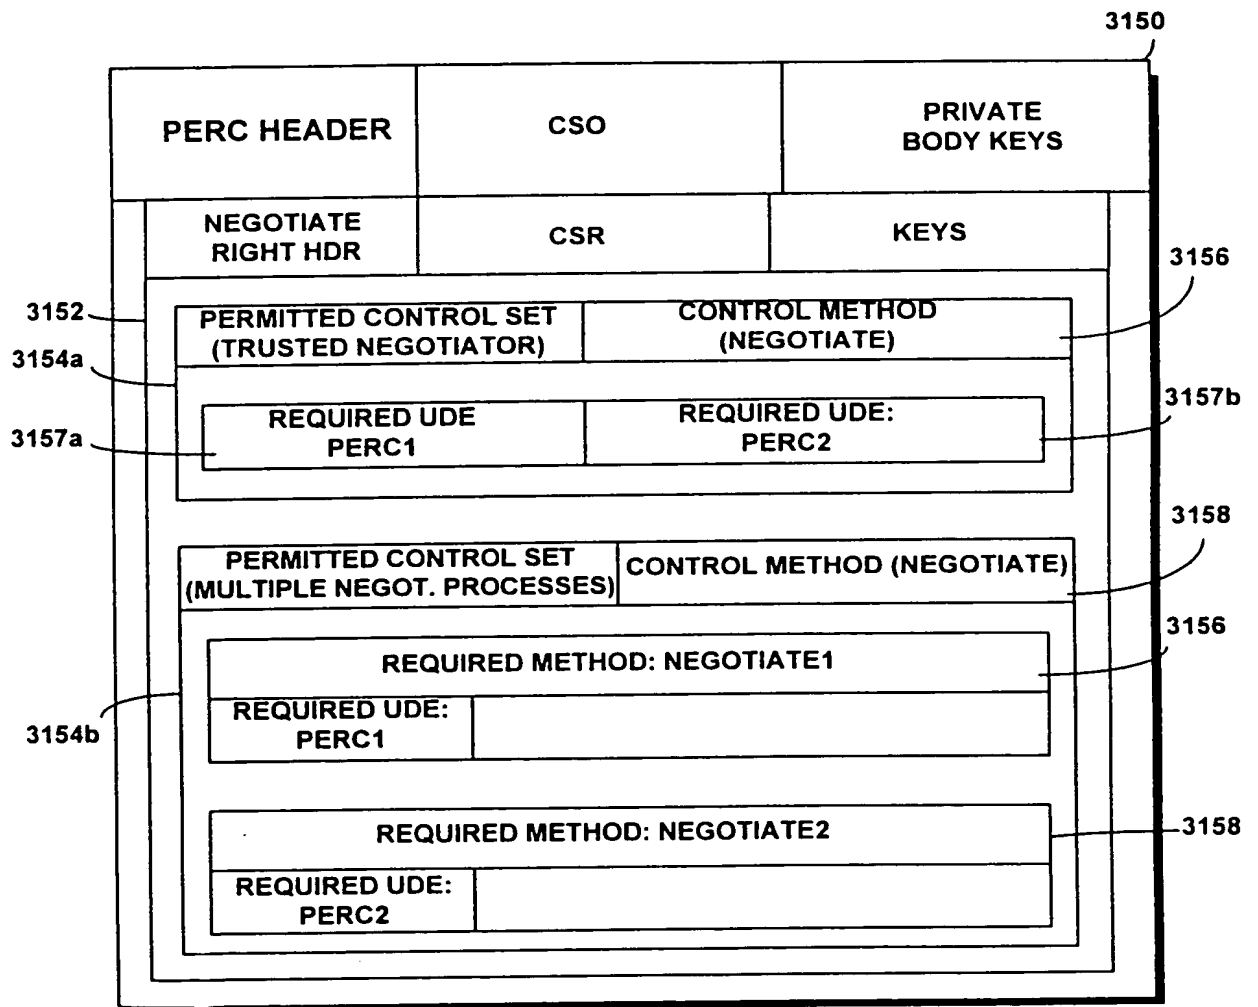 3150
PERC HEADER
CSO
PRIVATE
BODY KEYS
NEGOTIATE
RIGHT HDR
CSR
KEYS
3156
3152
PERMITTED CONTROL SET
(TRUSTED NEGOTIATOR)
CONTROL METHOD
(NEGOTIATE)
3154a
3157b
REQUIRED UDE
PERC1
REQUIRED UDE:
PERC2
3157a
3158
PERMITTED CONTROL SET
(MULTIPLE NEGOT. PROCESSES)
CONTROL METHOD (NEGOTIATE)
3156
REQUIRED METHOD: NEGOTIATE1
REQUIRED UDE:
PERC1
3154b
REQUIRED METHOD: NEGOTIATE2
3158
REQUIRED UDE:
PERC2